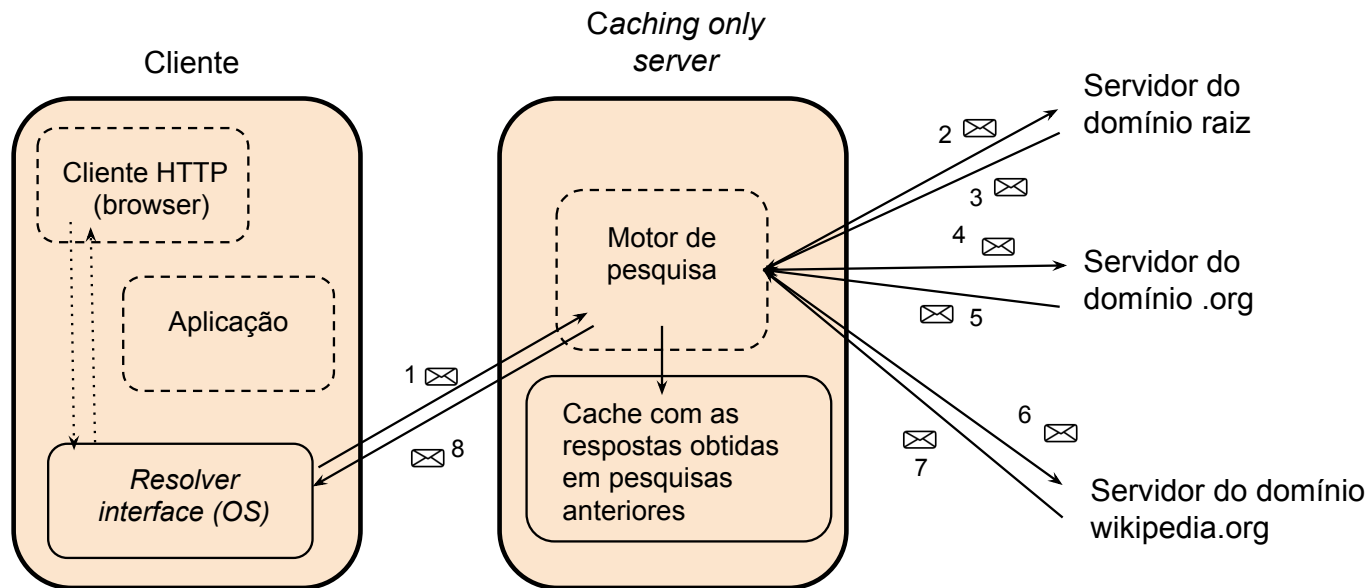 Caching only
server
Cliente
Cliente HTTP
(browser)
Aplicação
Resolver
interface (OS)
1
8
Motor de
pesquisa
Cache com as
respostas obtidas
em pesquisas
anteriores
2
3
4
5
6
7
Servidor do
domínio raiz
Servidor do
domínio .org
Servidor do domínio
wikipedia.org